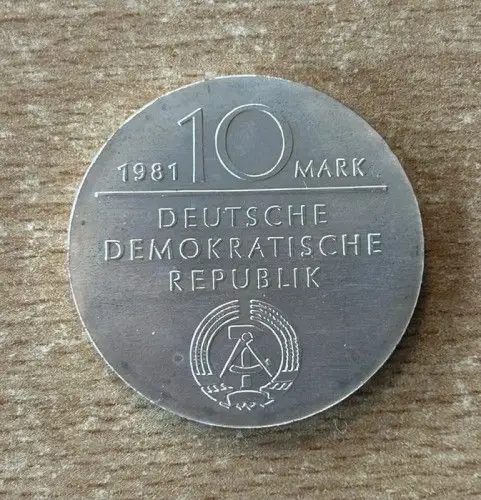 1981 10 MARK
DEUTSCHE
DEMOKRATISCHE
REPUBLIK